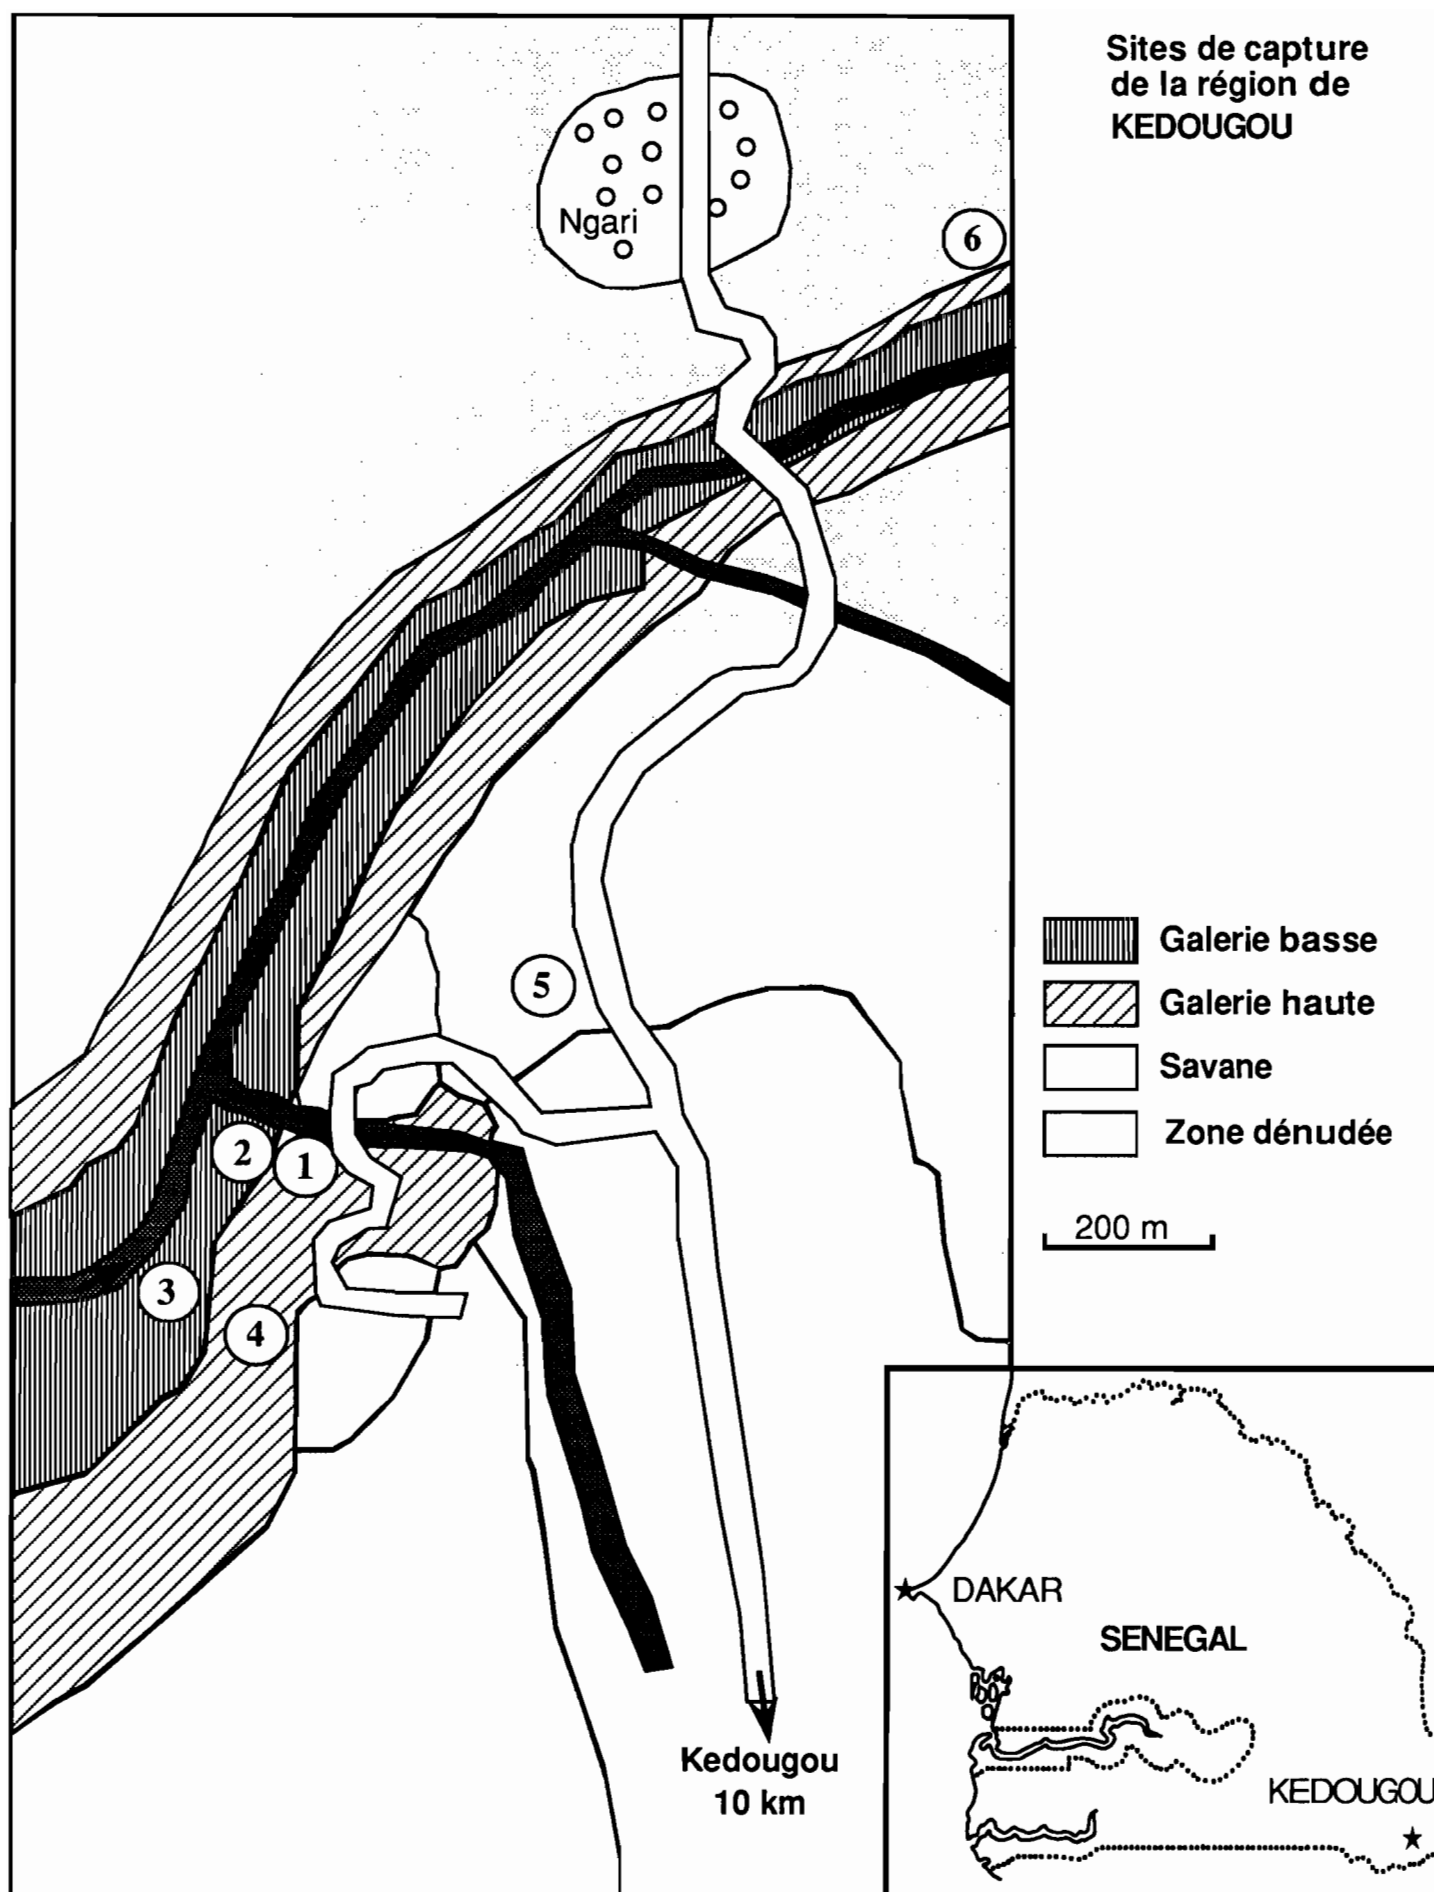 Sites de capture
de la région de
KEDOUGOU
Ngari
6
5
2
1
3
4
Galerie basse
Galerie haute
Savane
Zone dénudée
200 m
Kedougou
10 km
DAKAR
SENEGAL
KEDOUGOU